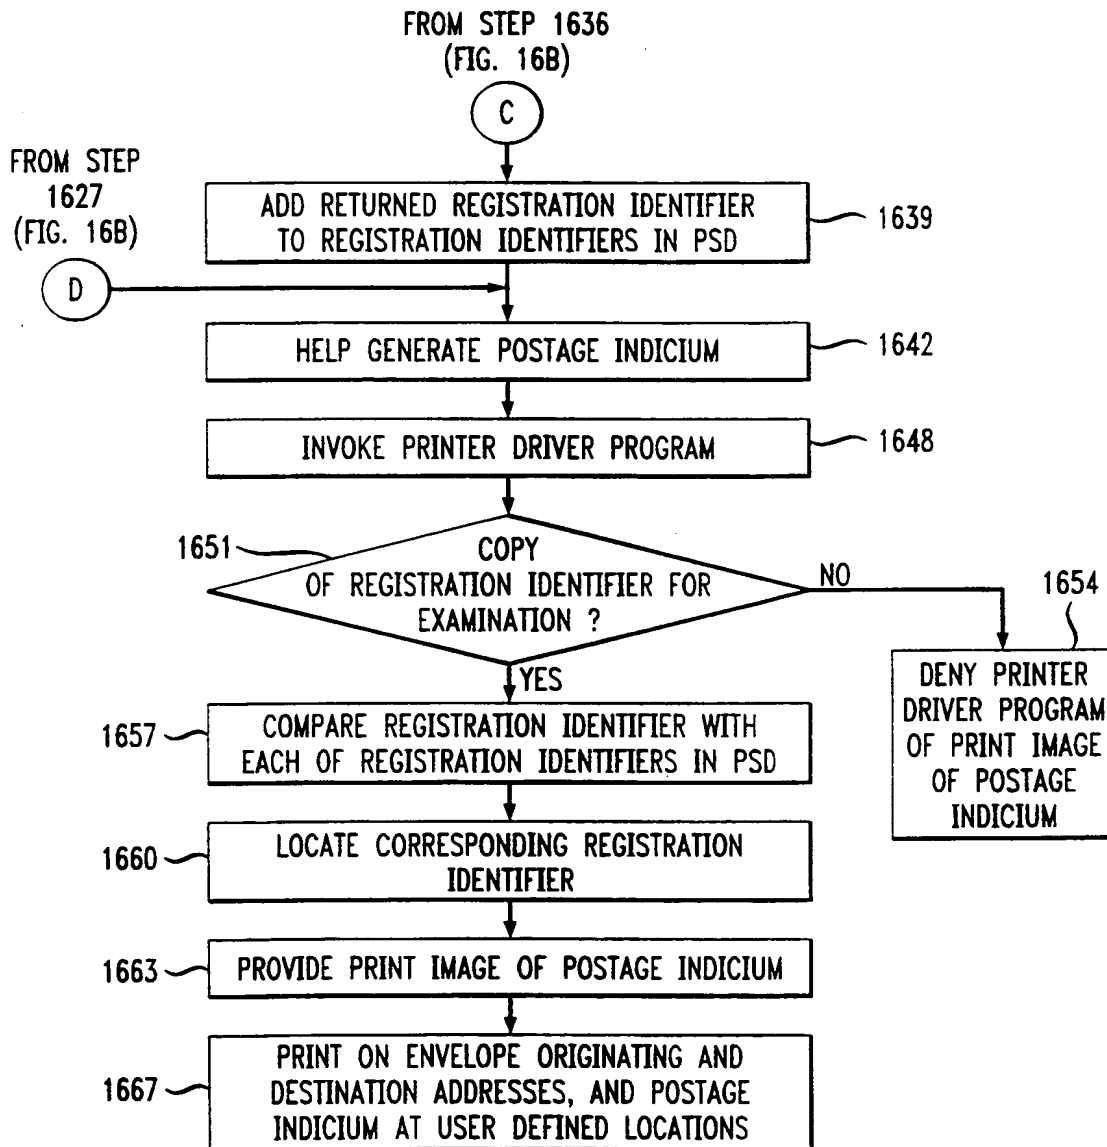 FROM STEP 1636
(FIG. 16B)
C
FROM STEP
1627
(FIG. 16B)
D
ADD RETURNED REGISTRATION IDENTIFIER
TO REGISTRATION IDENTIFIERS IN PSD
1639
HELP GENERATE POSTAGE INDICIUM
1642
INVOKE PRINTER DRIVER PROGRAM
1648
1651
COPY
OF REGISTRATION IDENTIFIER FOR
EXAMINATION ?
NO
1654
DENY PRINTER
DRIVER PROGRAM
OF PRINT IMAGE
OF POSTAGE
INDICIUM
YES
1657
COMPARE REGISTRATION IDENTIFIER WITH
EACH OF REGISTRATION IDENTIFIERS IN PSD
1660
LOCATE CORRESPONDING REGISTRATION
IDENTIFIER
1663
PROVIDE PRINT IMAGE OF POSTAGE INDICIUM
1667
PRINT ON ENVELOPE ORIGINATING AND
DESTINATION ADDRESSES, AND POSTAGE
INDICIUM AT USER DEFINED LOCATIONS